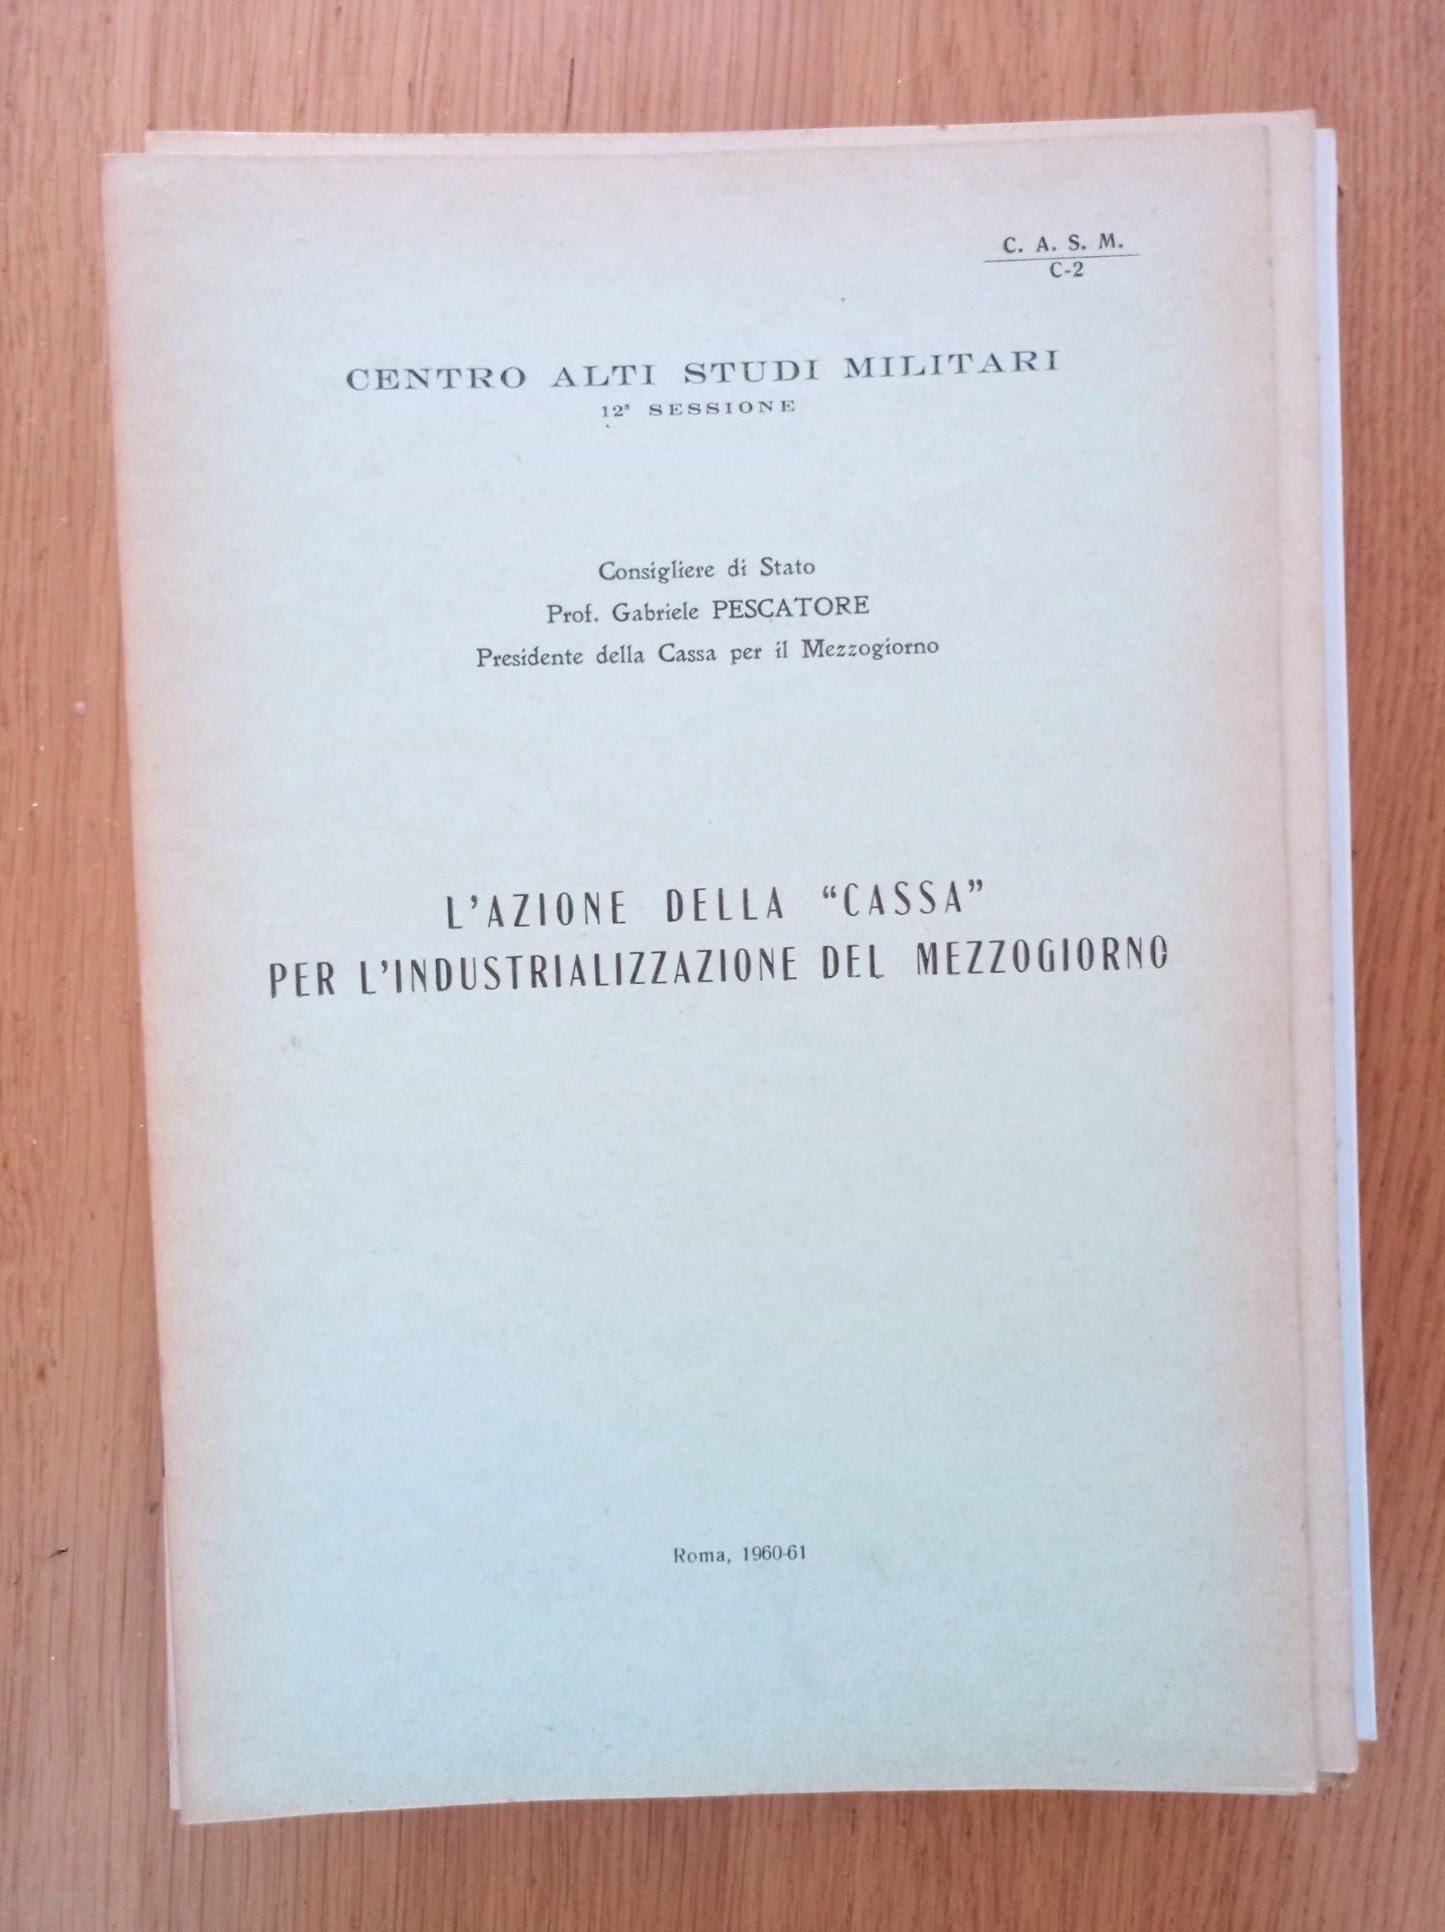 C. A. S. M.
C-2
CENTRO ALTI STUDI MILITARI
12ª SESSIONE
Consigliere di Stato
Prof. Gabriele PESCATORE
Presidente della Cassa per il Mezzogiorno
L'AZIONE DELLA “CASSA”
PER L'INDUSTRIALIZZAZIONE DEL MEZZOGIORNO
Roma, 1960-61